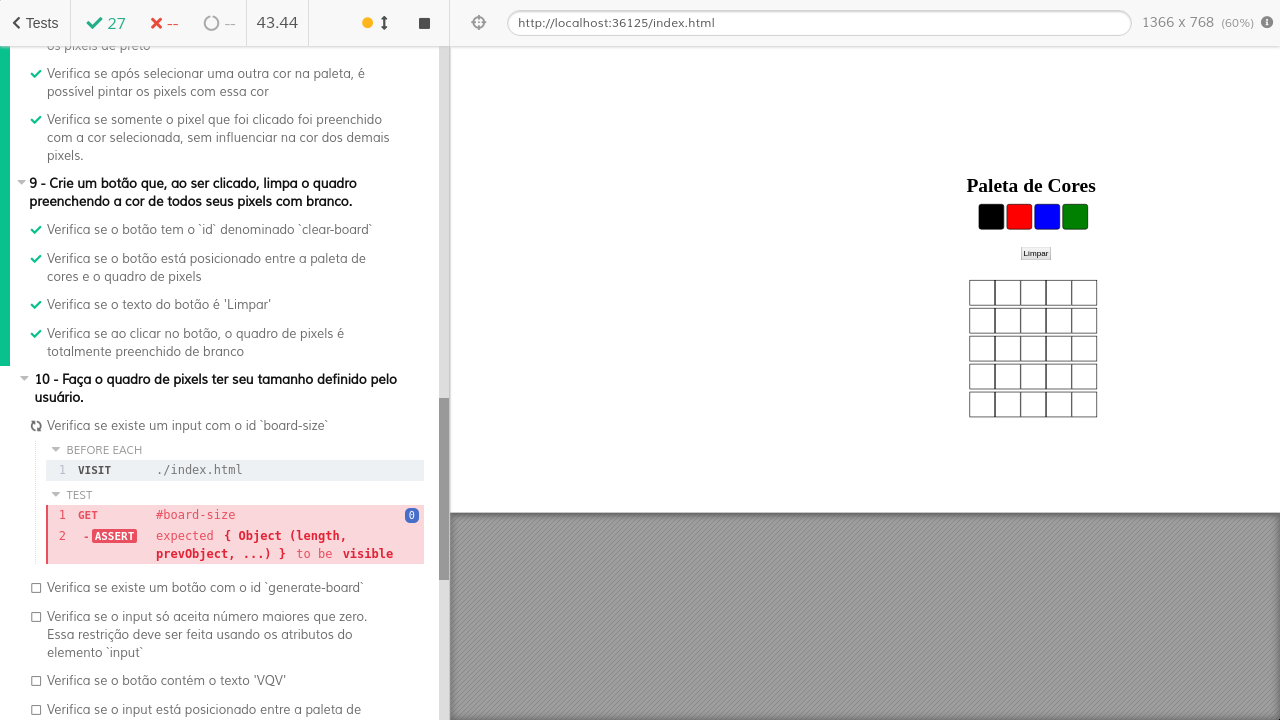 Tests
27
--
--
43.44
http://localhost:36125/index.html
1366 x 768 (60%)
os pixels de preto
Verifica se após selecionar uma outra cor na paleta, é
possível pintar os pixels com essa cor
Verifica se somente o pixel que foi clicado foi preenchido
com a cor selecionada, sem influenciar na cor dos demais
pixels.
9 - Crie um botão que, ao ser clicado, limpa o quadro
preenchendo a cor de todos seus pixels com branco.
Verifica se o botão tem o `id` denominado `clear-board`
Verifica se o botão está posicionado entre a paleta de
cores e o quadro de pixels
Verifica se o texto do botão é 'Limpar'
Verifica se ao clicar no botão, o quadro de pixels é
totalmente preenchido de branco
10 - Faça o quadro de pixels ter seu tamanho definido pelo
usuário.
Verifica se existe um input com o id `board-size`
BEFORE EACH
1 VISIT ./index.html
TEST
1 GET #board-size 0
2 -ASSERT expected { Object (length,
prevObject, ...) } to be visible
Verifica se existe um botão com o id `generate-board`
Verifica se o input só aceita número maiores que zero.
Essa restrição deve ser feita usando os atributos do
elemento `input`
Verifica se o botão contém o texto 'VQV'
Verifica se o input está posicionado entre a paleta de
Paleta de Cores
Limpar